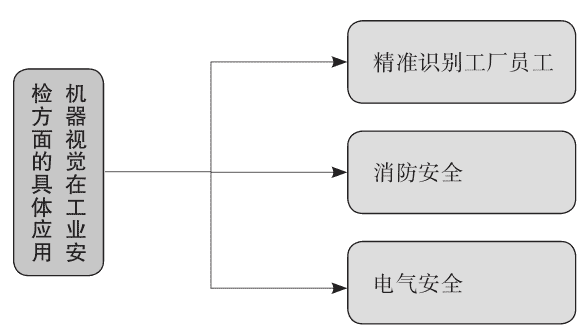 机器视觉在工业安
检方面的具体应用
精准识别工厂员工
消防安全
电气安全